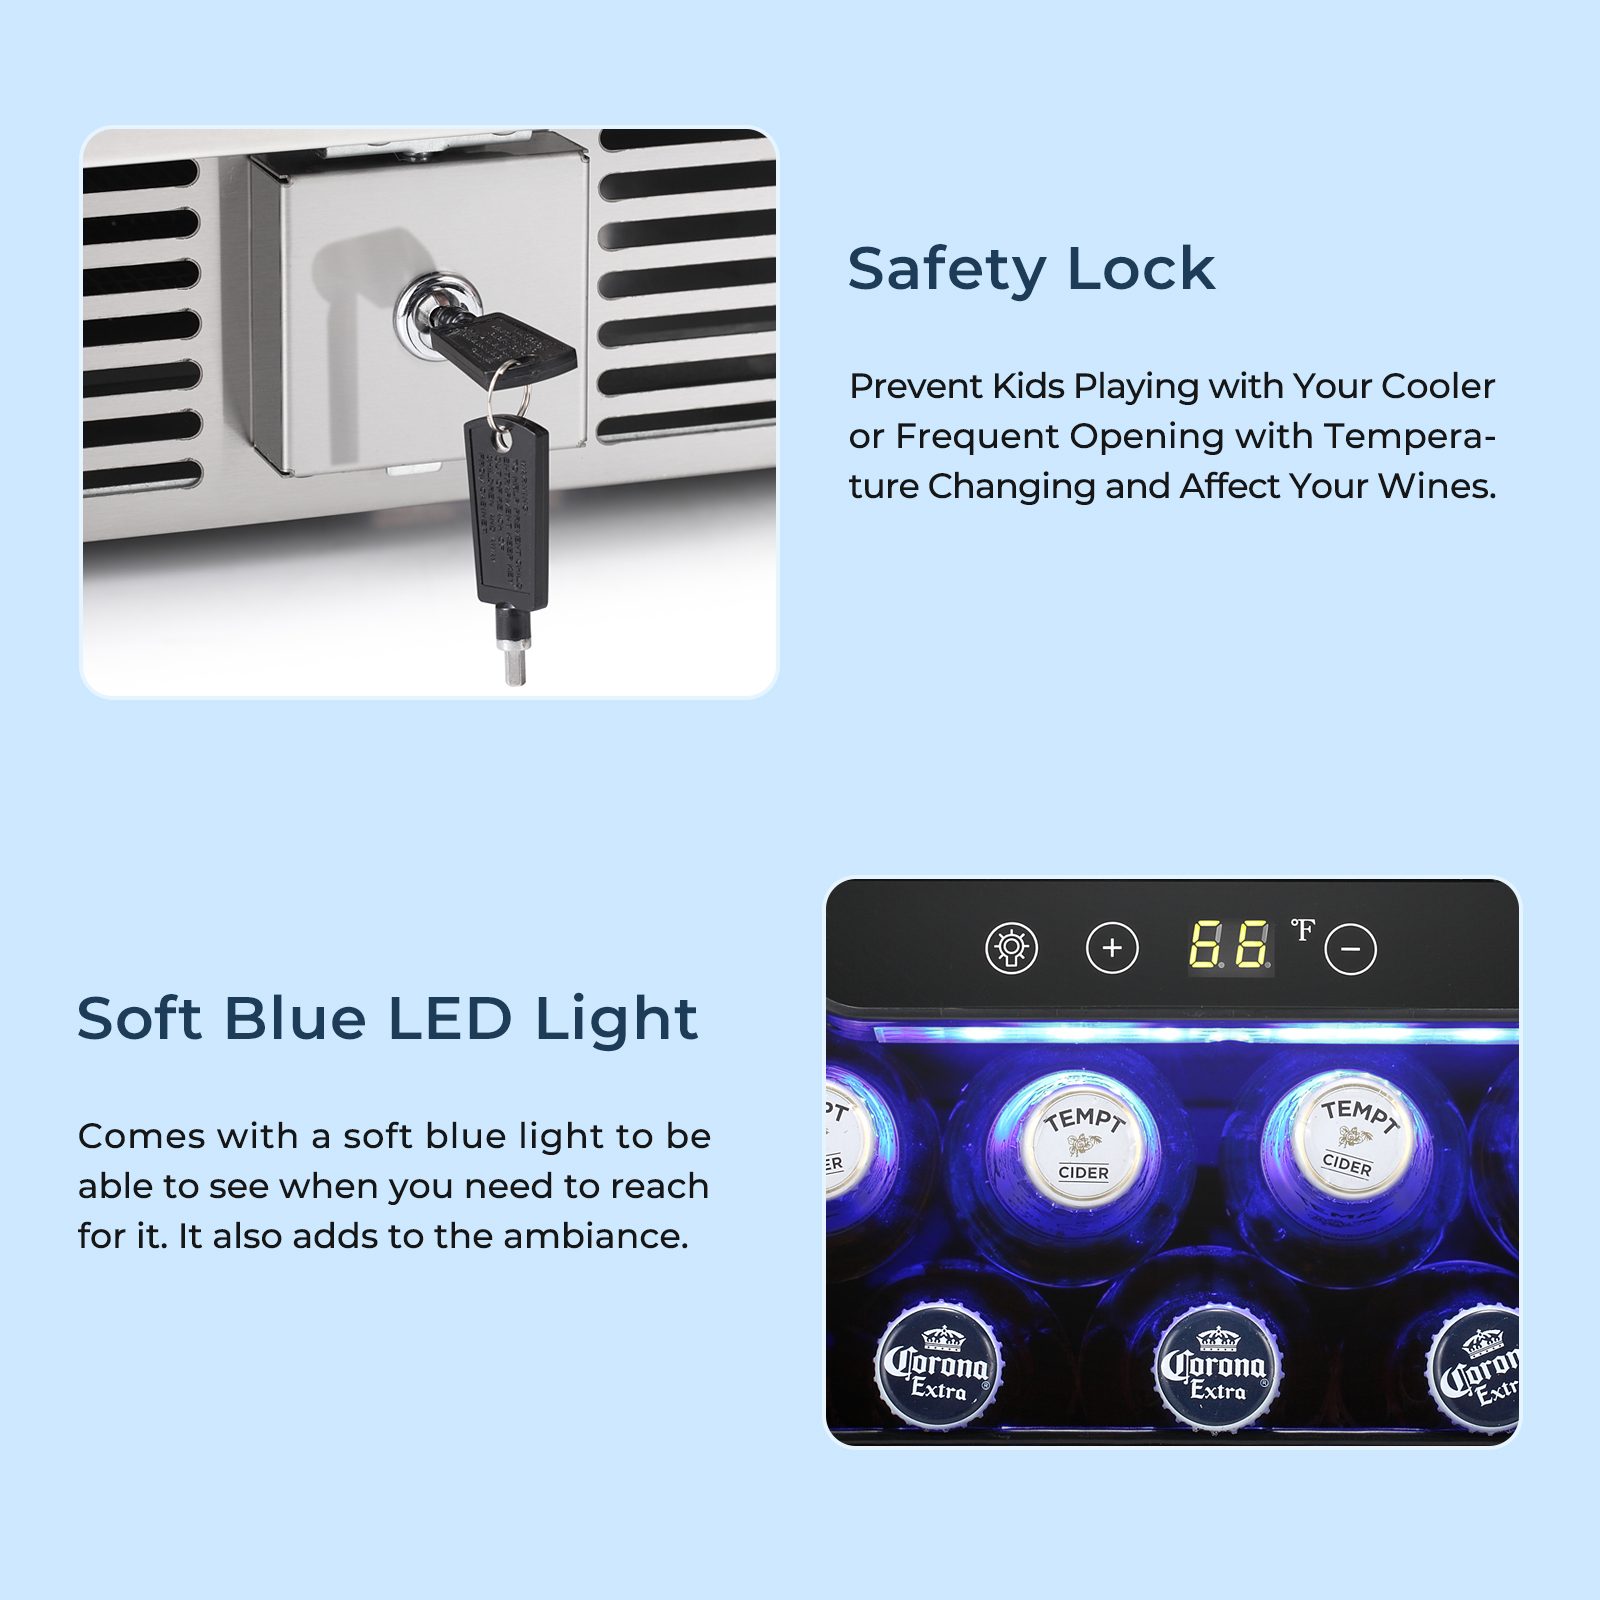 Safety Lock
Prevent Kids Playing with Your Cooler
or Frequent Opening with Tempera-
ture Changing and Affect Your Wines.
66 °F
Soft Blue LED Light
Comes with a soft blue light to be
able to see when you need to reach
for it. It also adds to the ambiance.
TEMPT
CIDER
TEMPT
CIDER
Corona
Extra
®
Corona
Extra
®